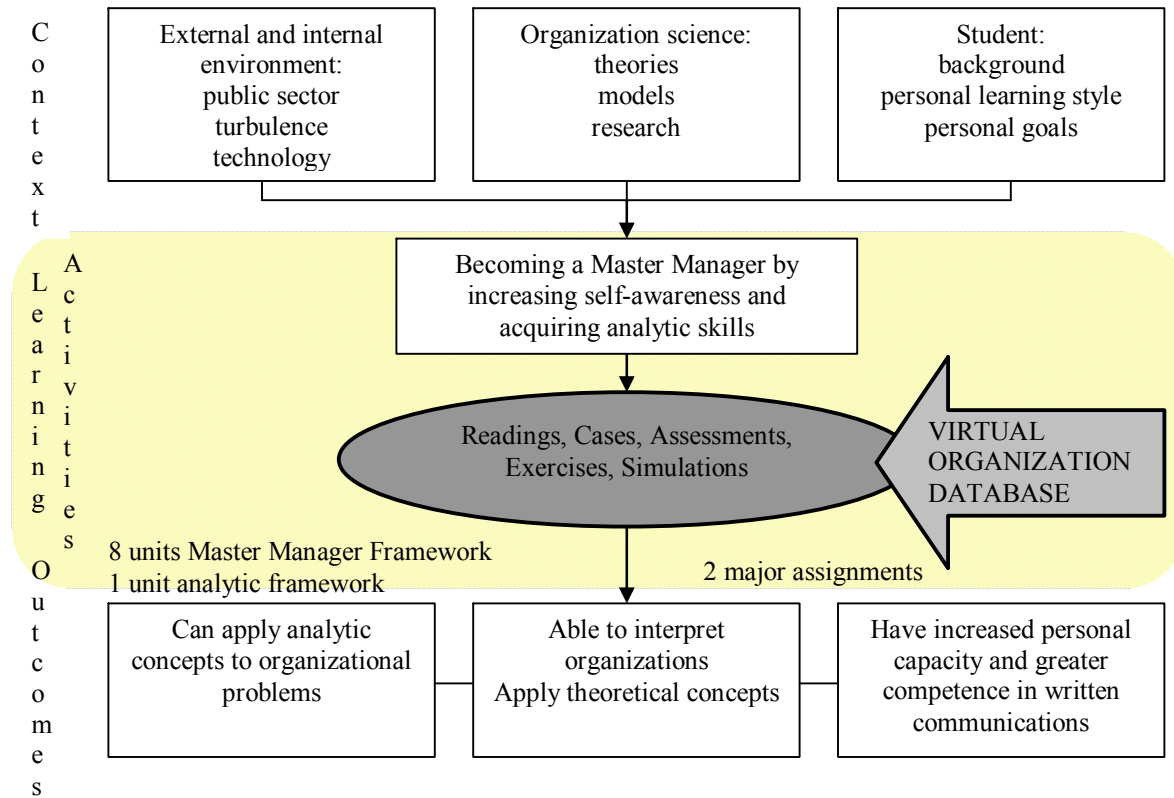 Context
External and internal
environment:
public sector
turbulence
technology
Organization science:
theories
models
research
Student:
background
personal learning style
personal goals
Learning
Activities
Becoming a Master Manager by
increasing self-awareness and
acquiring analytic skills
Readings, Cases, Assessments,
Exercises, Simulations
VIRTUAL
ORGANIZATION
DATABASE
8 units Master Manager Framework
1 unit analytic framework
2 major assignments
Outcomes
Can apply analytic
concepts to organizational
problems
Able to interpret
organizations
Apply theoretical concepts
Have increased personal
capacity and greater
competence in written
communications